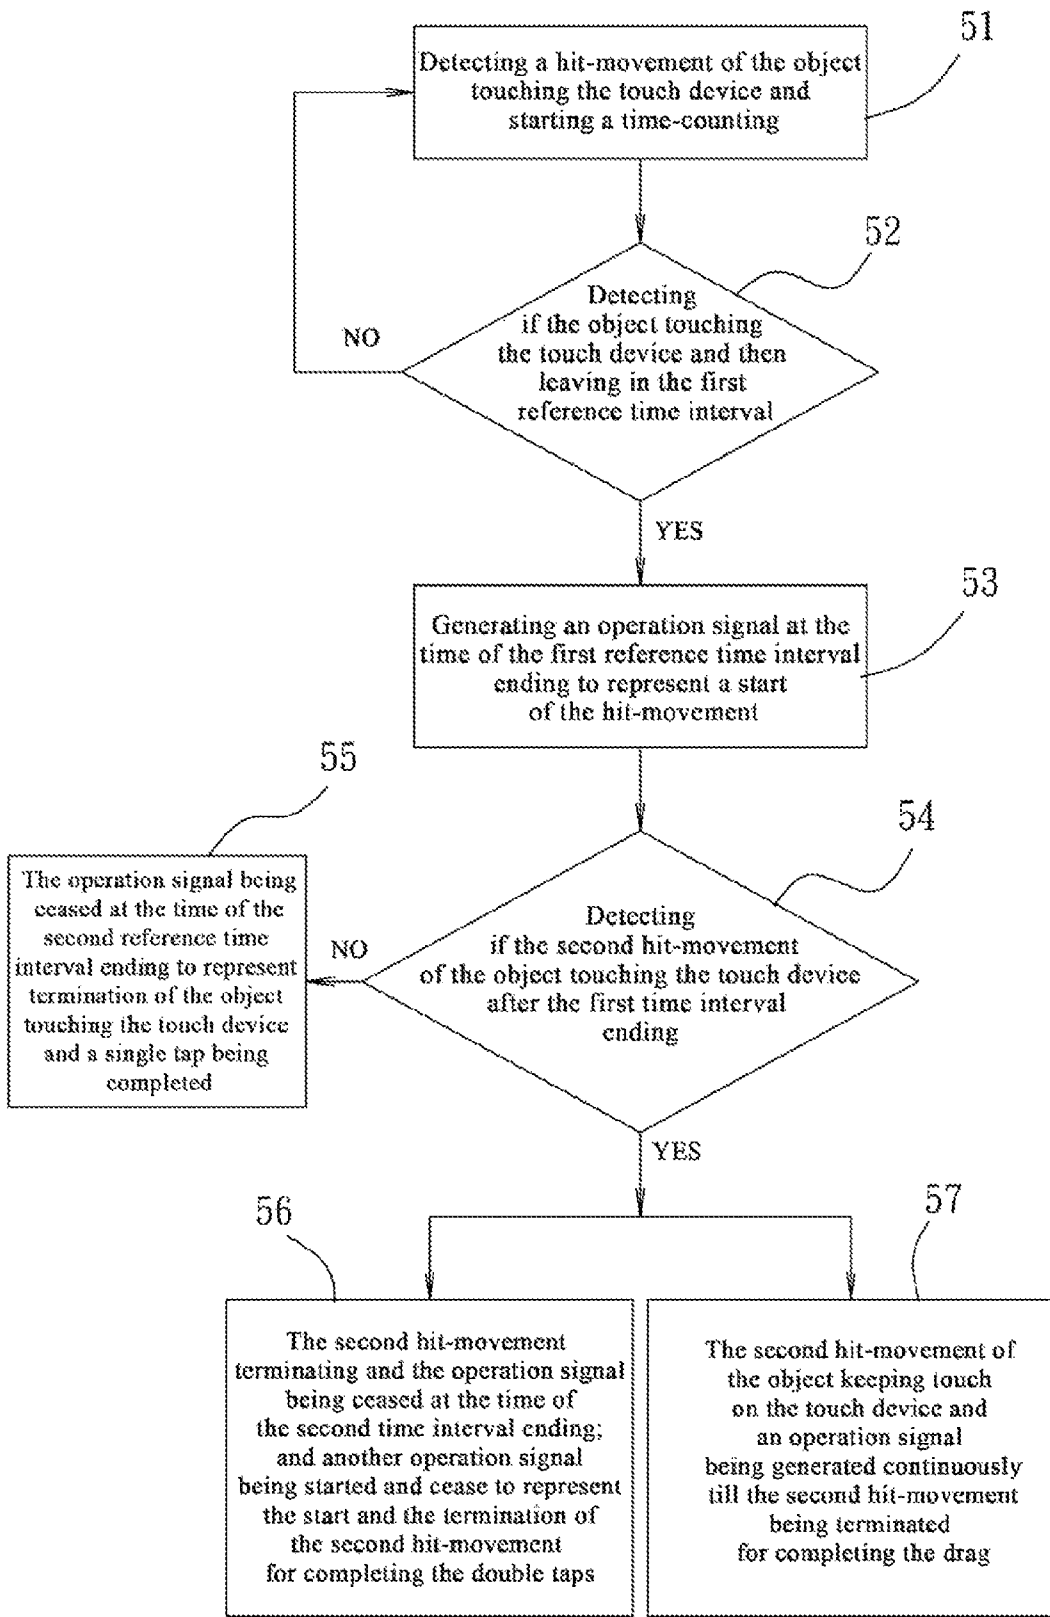 51
Detecting a hit-movement of the object
touching the touch device and
starting a time-counting
52
Detecting
if the object touching
the touch device and then
leaving in the first
reference time interval
NO
YES
53
Generating an operation signal at the
time of the first reference time interval
ending to represent a start
of the hit-movement
54
Detecting
if the second hit-movement
of the object touching the touch device
after the first time interval
ending
NO
55
The operation signal being
ceased at the time of the
second reference time
interval ending to represent
termination of the object
touching the touch device
and a single tap being
completed
YES
56
The second hit-movement
terminating and the operation signal
being ceased at the time of
the second time interval ending;
and another operation signal
being started and cease to represent
the start and the termination of
the second hit-movement
for completing the double taps
57
The second hit-movement of
the object keeping touch
on the touch device and
an operation signal
being generated continuously
till the second hit-movement
being terminated
for completing the drag